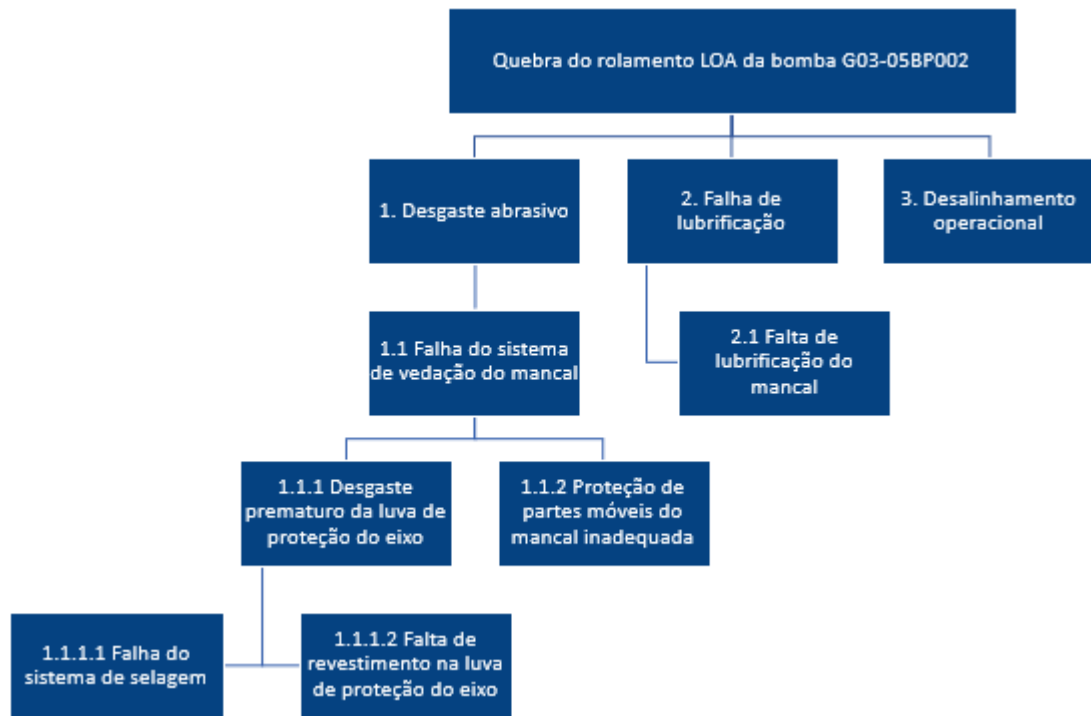 Quebra do rolamento LOA da bomba G03-05BP002
1. Desgaste abrasivo
2. Falha de
lubrificação
3. Desalinhamento
operacional
1.1 Falha do sistema
de vedação do mancal
2.1 Falta de
lubrificação do
mancal
1.1.1 Desgaste
prematuro da luva de
proteção do eixo
1.1.2 Proteção de
partes móveis do
mancal inadequada
1.1.1.1 Falha do
sistema de selagem
1.1.1.2 Falta de
revestimento na luva
de proteção do eixo